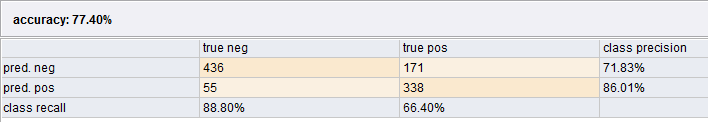 accuracy: 77.40%
true neg true pos class precision
pred. neg 436 171 71.83%
pred. pos 55 338 86.01%
class recall 88.80% 66.40%